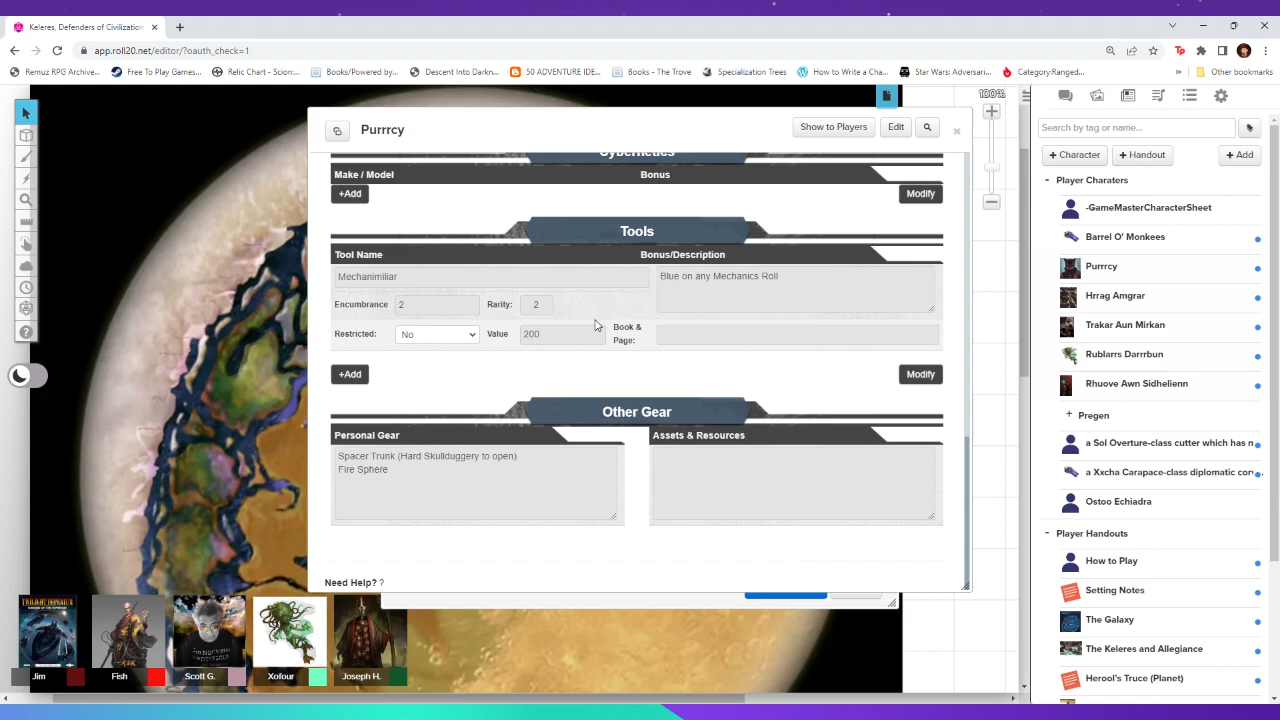 Keleres, Defenders of Civilization
app.roll20.net/editor/?oauth_check=1
Remuz RPG Archive...
Free To Play Games...
Relic Chart - Scion:...
Books/Powered by...
Descent Into Darkn...
50 ADVENTURE IDE...
Books - The Trove
Specialization Trees
How to Write a Cha...
Star Wars: Adversari...
Category:Ranged...
Other bookmarks
100%
Purrrcy
Show to Players
Edit
Search by tag or name...
+ Character
+ Handout
+ Add
Cybernetics
Make / Model
Bonus
+Add
Modify
Tools
Tool Name
Bonus/Description
Mechanimiliar
Blue on any Mechanics Roll
Encumbrance
2
Rarity:
2
Restricted:
No
Value
200
Book &
Page:
+Add
Modify
Other Gear
Personal Gear
Assets & Resources
Spacer Trunk (Hard Skullduggery to open)
Fire Sphere
Need Help? ?
Player Charaters
-GameMasterCharacterSheet
Barrel O' Monkees
Purrrcy
Hrrag Amgrar
Trakar Aun Mirkan
Rublarrs Darrrbun
Rhuove Awn Sidhelienn
+ Pregen
a Sol Overture-class cutter which has n
a Xxcha Carapace-class diplomatic cor...
Ostoo Echiadra
Player Handouts
How to Play
Setting Notes
The Galaxy
The Keleres and Allegiance
Herool's Truce (Planet)
Jim
Fish
Scott G.
Xofour
Joseph H.